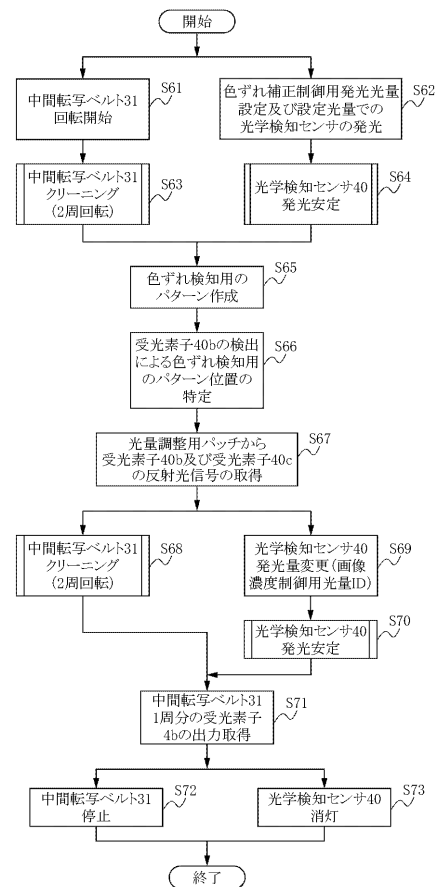 開始
S61
中間転写ベルト31
回転開始
S62
色ずれ補正制御用発光光量
設定及び設定光量での
光学検知センサの発光
S63
中間転写ベルト31
クリーニング
(2周回転)
S64
光学検知センサ40
発光安定
S65
色ずれ検知用の
パターン作成
S66
受光素子40bの検出
による色ずれ検知用
のパターン位置の
特定
S67
光量調整用パッチから
受光素子40b及び受光素子40c
の反射光信号の取得
S68
中間転写ベルト31
クリーニング
(2周回転)
S69
光学検知センサ40
発光量変更(画像
濃度制御用光量ID)
S70
光学検知センサ40
発光安定
S71
中間転写ベルト31
1周分の受光素子
4bの出力取得
S72
中間転写ベルト31
停止
S73
光学検知センサ40
消灯
終了